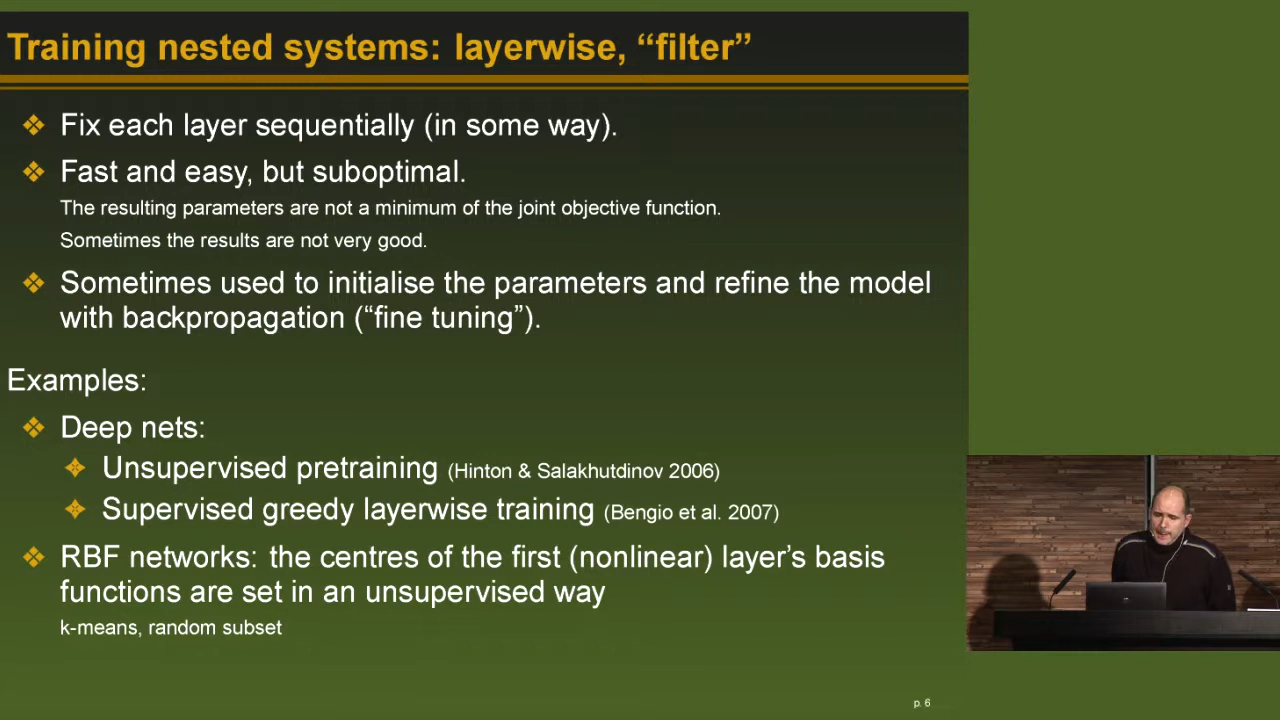 Training nested systems: layerwise, “filter”
Fix each layer sequentially (in some way).
Fast and easy, but suboptimal.
The resulting parameters are not a minimum of the joint objective function.
Sometimes the results are not very good.
Sometimes used to initialise the parameters and refine the model
with backpropagation (“fine tuning”).
Examples:
Deep nets:
Unsupervised pretraining (Hinton & Salakhutdinov 2006)
Supervised greedy layerwise training (Bengio et al. 2007)
RBF networks: the centres of the first (nonlinear) layer’s basis
functions are set in an unsupervised way
k-means, random subset
p. 6